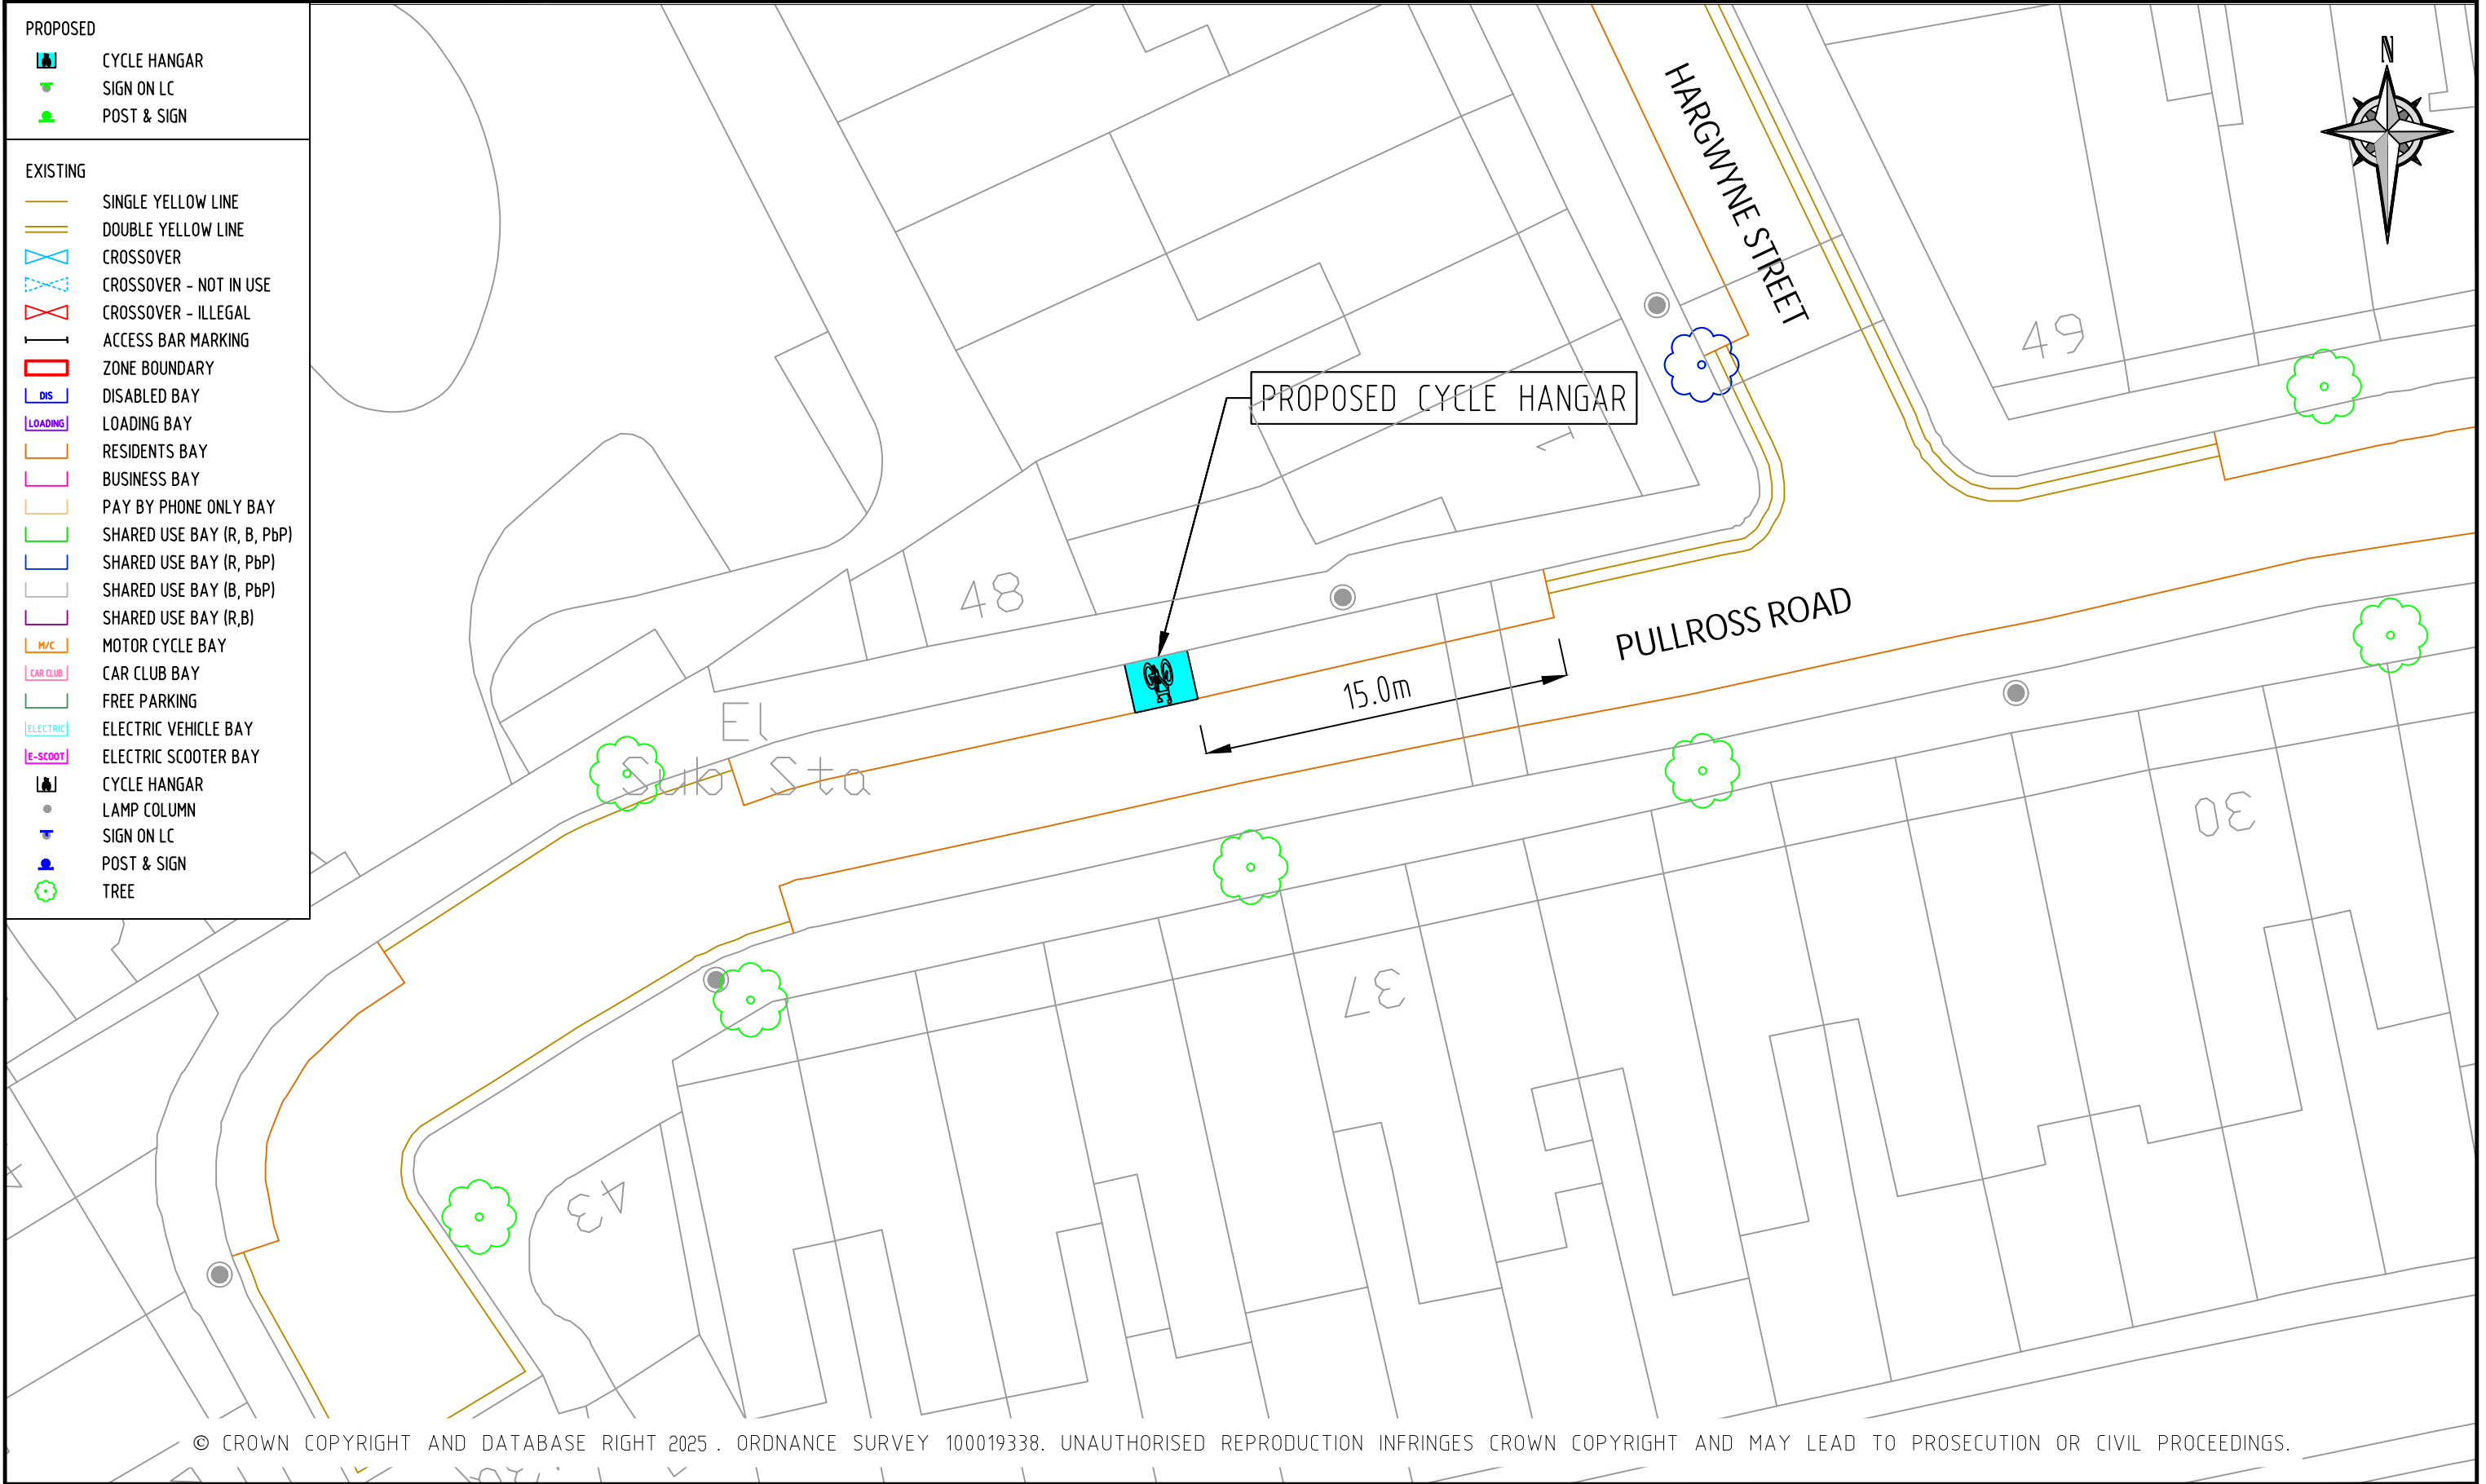 PROPOSED
CYCLE HANGAR
SIGN ON LC
POST & SIGN
EXISTING
SINGLE YELLOW LINE
DOUBLE YELLOW LINE
CROSSOVER
CROSSOVER - NOT IN USE
CROSSOVER - ILLEGAL
ACCESS BAR MARKING
ZONE BOUNDARY
DIS DISABLED BAY
LOADING LOADING BAY
RESIDENTS BAY
BUSINESS BAY
PAY BY PHONE ONLY BAY
SHARED USE BAY (R, B, PbP)
SHARED USE BAY (R, PbP)
SHARED USE BAY (B, PbP)
SHARED USE BAY (R,B)
M/C MOTOR CYCLE BAY
CAR CLUB CAR CLUB BAY
FREE PARKING
ELECTRIC ELECTRIC VEHICLE BAY
E-SCOOT ELECTRIC SCOOTER BAY
CYCLE HANGAR
LAMP COLUMN
SIGN ON LC
POST & SIGN
TREE
N
HARGWYNE STREET
49
PROPOSED CYCLE HANGAR
1
48
PULLROSS ROAD
15.0m
El
Sub Sta
30
37
43
© CROWN COPYRIGHT AND DATABASE RIGHT 2025 . ORDNANCE SURVEY 100019338. UNAUTHORISED REPRODUCTION INFRINGES CROWN COPYRIGHT AND MAY LEAD TO PROSECUTION OR CIVIL PROCEEDINGS.